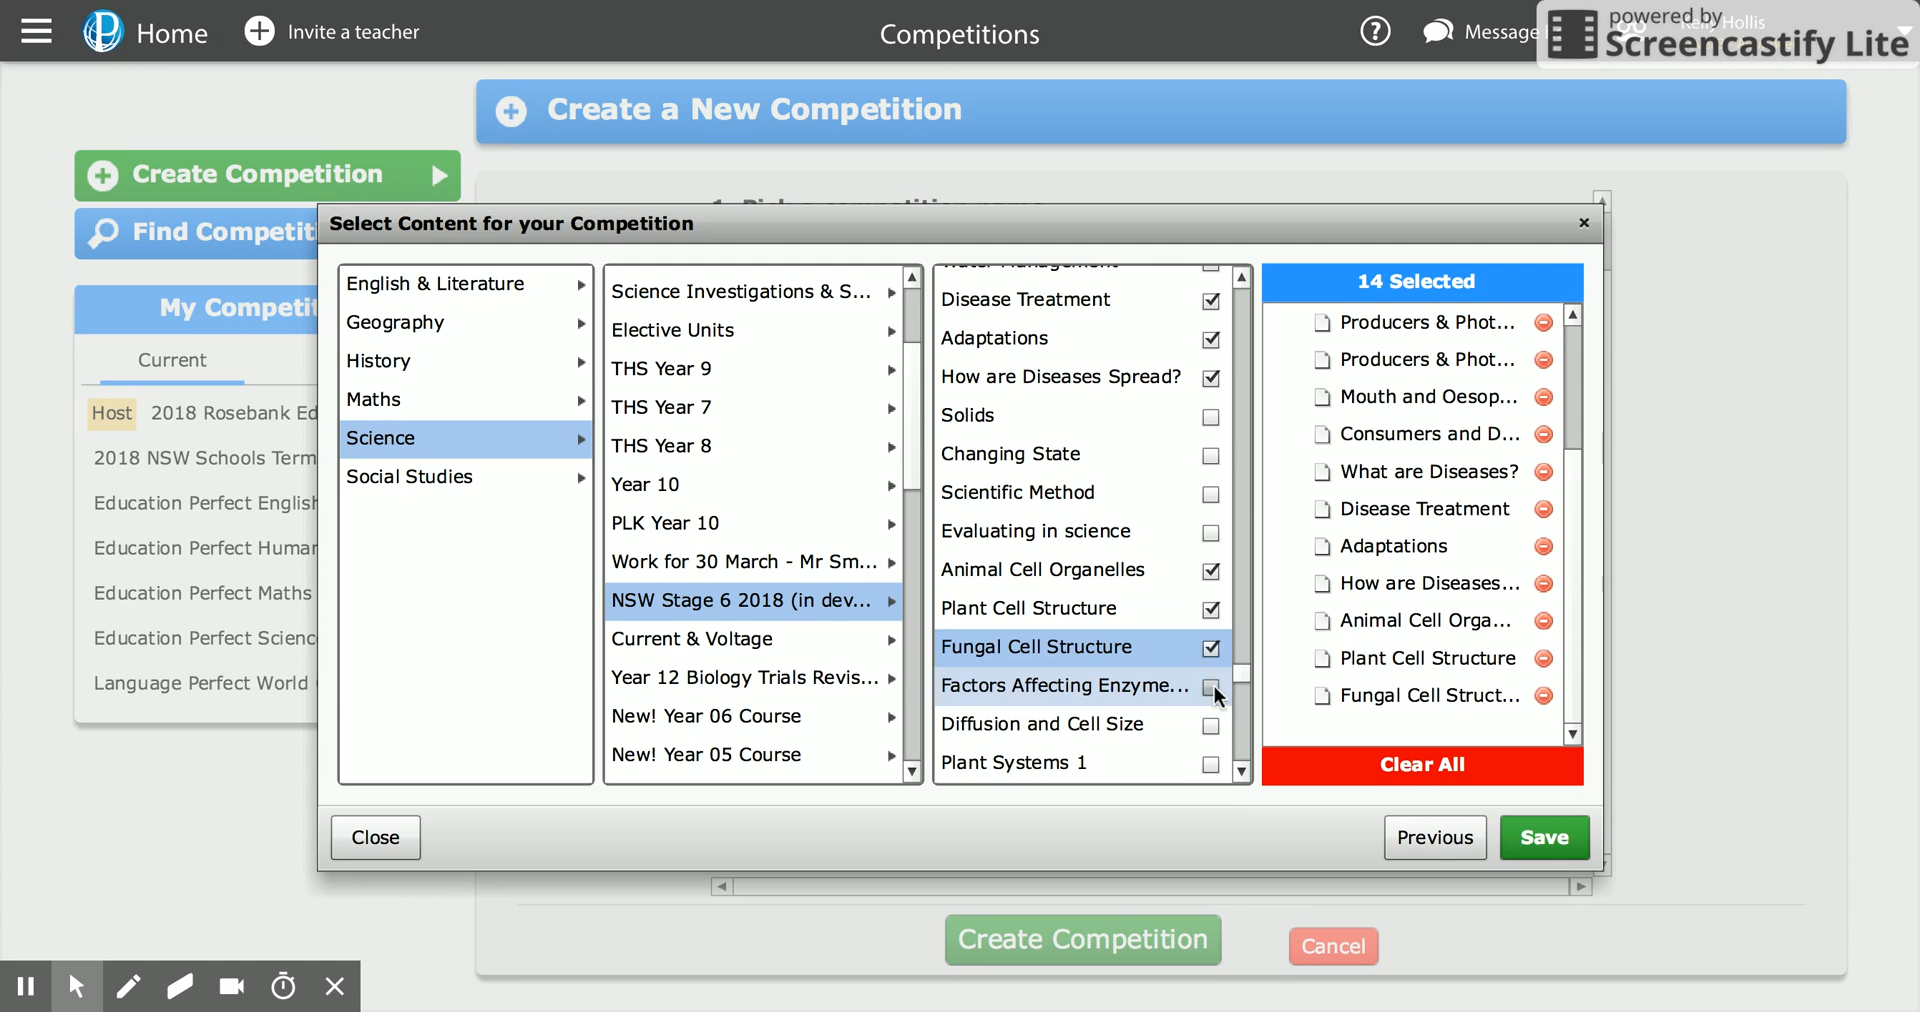 Home
Invite a teacher
Competitions
?
Message
powered by
Screencastify Lite
Hollis
Create a New Competition
Create Competition
Find Competiti
My Competit
Current
Host 2018 Rosebank Ed
2018 NSW Schools Term
Education Perfect English
Education Perfect Human
Education Perfect Maths
Education Perfect Science
Language Perfect World
Select Content for your Competition
×
English & Literature
Geography
History
Maths
Science
Social Studies
Science Investigations & S...
Elective Units
THS Year 9
THS Year 7
THS Year 8
Year 10
PLK Year 10
Work for 30 March - Mr Sm...
NSW Stage 6 2018 (in dev...
Current & Voltage
Year 12 Biology Trials Revis...
New! Year 06 Course
New! Year 05 Course
Water Management
Disease Treatment
Adaptations
How are Diseases Spread?
Solids
Changing State
Scientific Method
Evaluating in science
Animal Cell Organelles
Plant Cell Structure
Fungal Cell Structure
Factors Affecting Enzyme...
Diffusion and Cell Size
Plant Systems 1
14 Selected
Producers & Phot...
Producers & Phot...
Mouth and Oesop...
Consumers and D...
What are Diseases?
Disease Treatment
Adaptations
How are Diseases...
Animal Cell Orga...
Plant Cell Structure
Fungal Cell Struct...
Clear All
Close
Previous
Save
Create Competition
Cancel